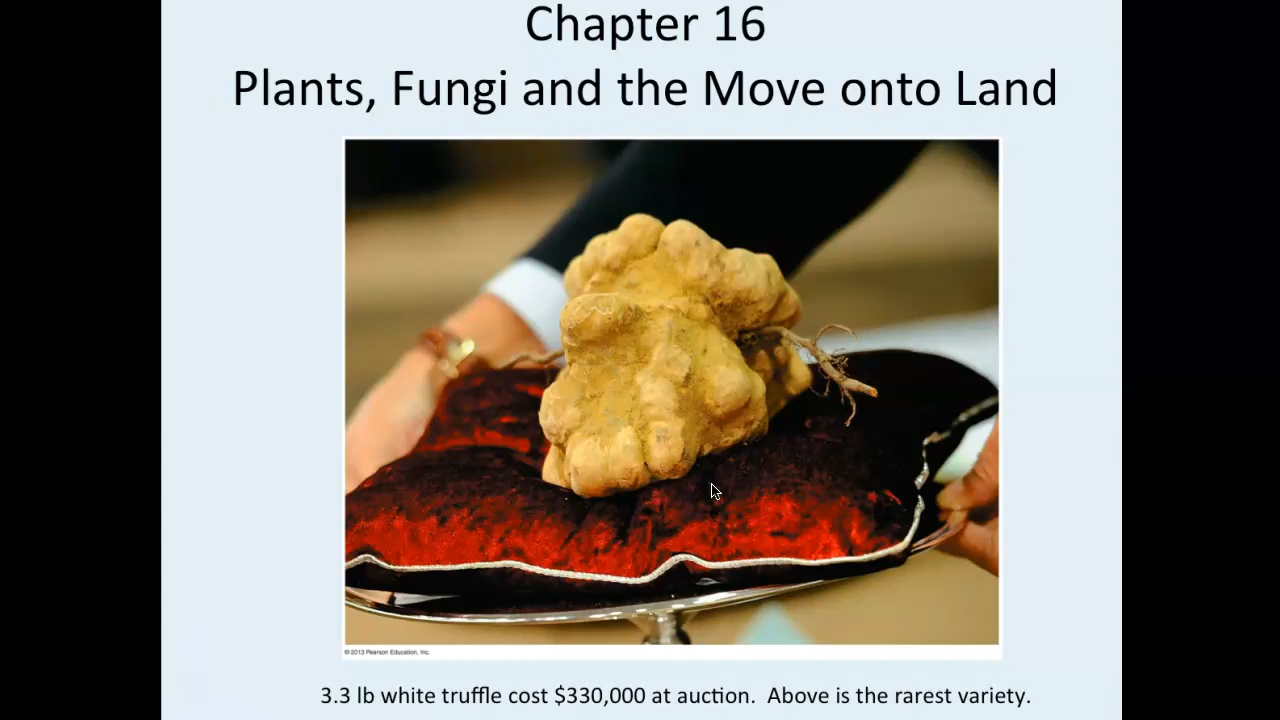 Chapter 16
Plants, Fungi and the Move onto Land
© 2013 Pearson Education, Inc.
3.3 lb white truffle cost $330,000 at auction.  Above is the rarest variety.